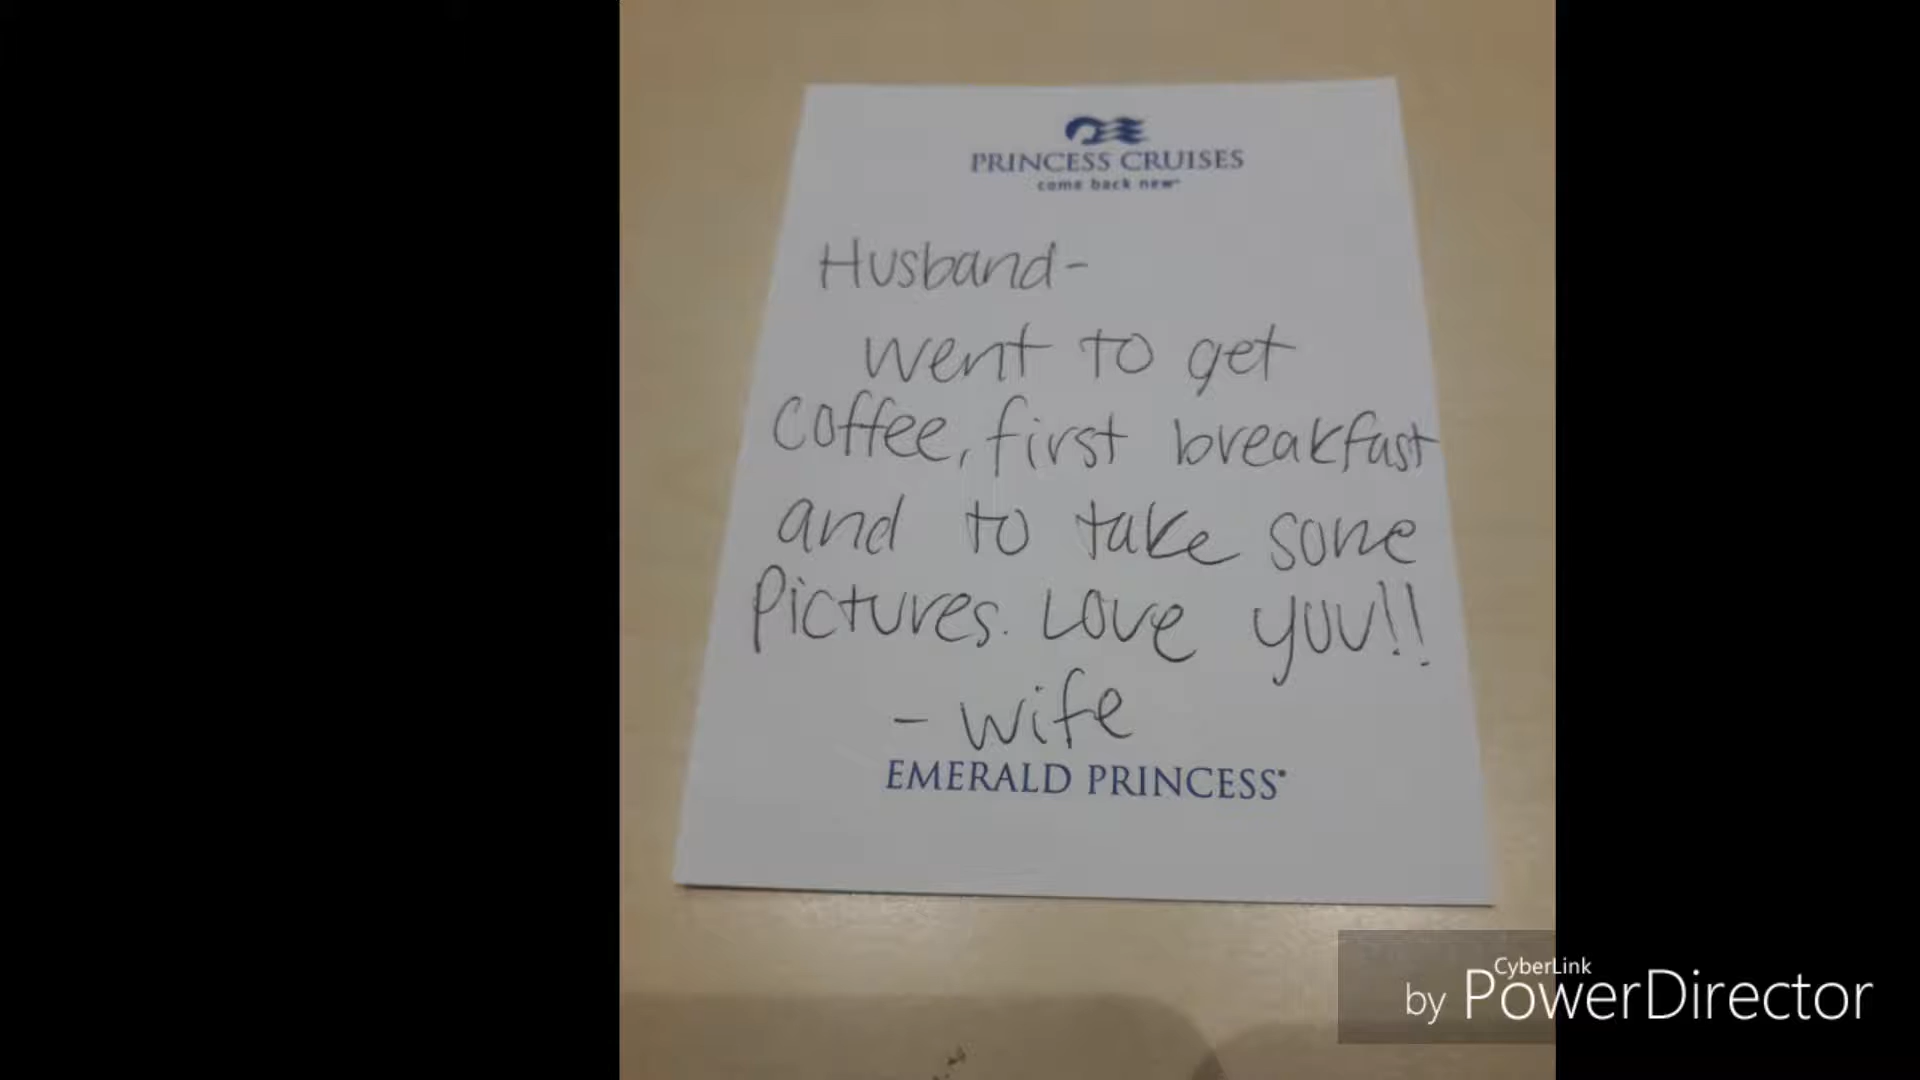 PRINCESS CRUISES
come back new
Husband-
went to get
coffee, first breakfast
and to take some
Pictures. Love you!!
- wife
EMERALD PRINCESS
CyberLink
by PowerDirector